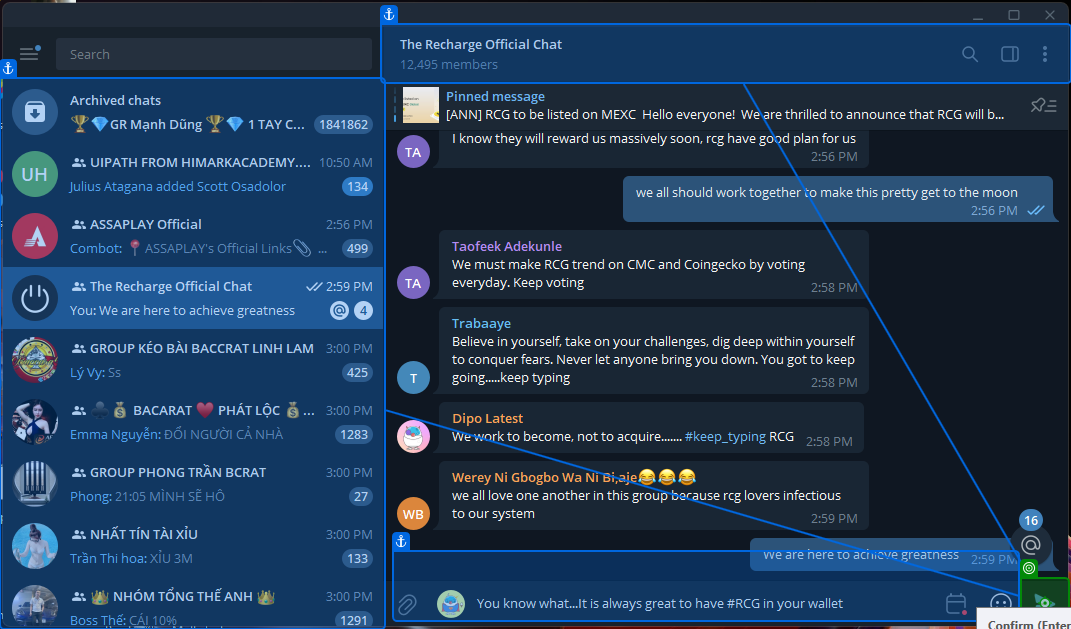 Search
Archived chats
🏆💎GR Mạnh Dũng 🏆💎 1 TAY C...
1841862
UH
UIPATH FROM HIMARKACADEMY....
10:50 AM
Julius Atagana added Scott Osadolor
134
ASSAPLAY Official
2:56 PM
Combot: 📍 ASSAPLAY's Official Links📎 ...
499
The Recharge Official Chat
2:59 PM
You: We are here to achieve greatness
@ 4
GROUP KÉO BÀI BACCRAT LINH LAM
3:00 PM
Lý Vy: Ss
425
♣️💰 BACARAT ♥️ PHÁT LỘC 💰...
3:00 PM
Emma Nguyễn: ĐỔI NGƯỜI CẢ NHÀ
1283
GROUP PHONG TRẦN BCRAT
3:00 PM
Phong: 21:05 MÌNH SẼ HÔ
27
NHẤT TÍN TÀI XỈU
3:00 PM
Trần Thi hoa: XỈU 3M
133
👑 NHÓM TỔNG THẾ ANH 👑
3:00 PM
Boss Thế: CÁI 10%
1291
The Recharge Official Chat
12,495 members
Pinned message
[ANN] RCG to be listed on MEXC Hello everyone! We are thrilled to announce that RCG will b...
TA
I know they will reward us massively soon, rcg have good plan for us
2:56 PM
we all should work together to make this pretty get to the moon
2:56 PM
TA
Taofeek Adekunle
We must make RCG trend on CMC and Coingecko by voting
everyday. Keep voting
2:58 PM
T
Trabaaye
Believe in yourself, take on your challenges, dig deep within yourself
to conquer fears. Never let anyone bring you down. You got to keep
going.....keep typing
2:58 PM
Dipo Latest
We work to become, not to acquire....... #keep_typing RCG
2:58 PM
WB
Werey Ni Gbogbo Wa Ni Bi,aje😂😂😂
we all love one another in this group because rcg lovers infectious
to our system
2:59 PM
16
@
We are here to achieve greatness
2:59 PM
You know what...It is always great to have #RCG in your wallet
Confirm (Enter